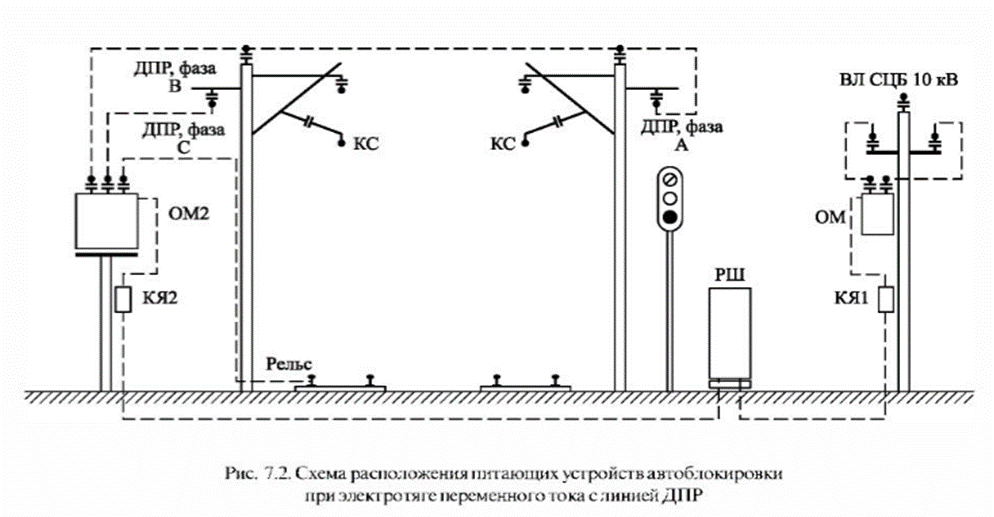 ДПР, фаза
В
ДПР, фаза
С
КС
КС
ДПР, фаза
А
ВЛ СЦБ 10 кВ
ОМ2
ОМ
КЯ2
РШ
КЯ1
Рельс
Рис. 7.2. Схема расположения питающих устройств автоблокировки
при электротяге переменного тока с линией ДПР